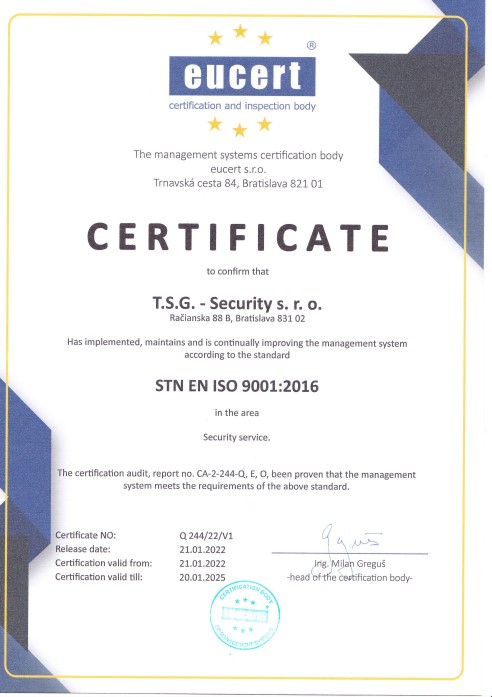 ®
eucert
certification and inspection body
The management systems certification body
eucert s.r.o.
Trnavská cesta 84, Bratislava 821 01
CERTIFICATE
to confirm that
T.S.G. - Security s. r. o.
Račianska 88 B, Bratislava 831 02
Has implemented, maintains and is continually improving the management system
according to the standard
STN EN ISO 9001:2016
in the area
Security service.
The certification audit, report no. CA-2-244-Q, E, O, been proven that the management
system meets the requirements of the above standard.
Certificate NO: Q 244/22/V1
Release date: 21.01.2022
Certification valid from: 21.01.2022
Certification valid till: 20.01.2025
Ing. Milan Greguš
-head of the certification body-
CERTIFICATION BODY
OF MANAGEMENT SYSTEMS